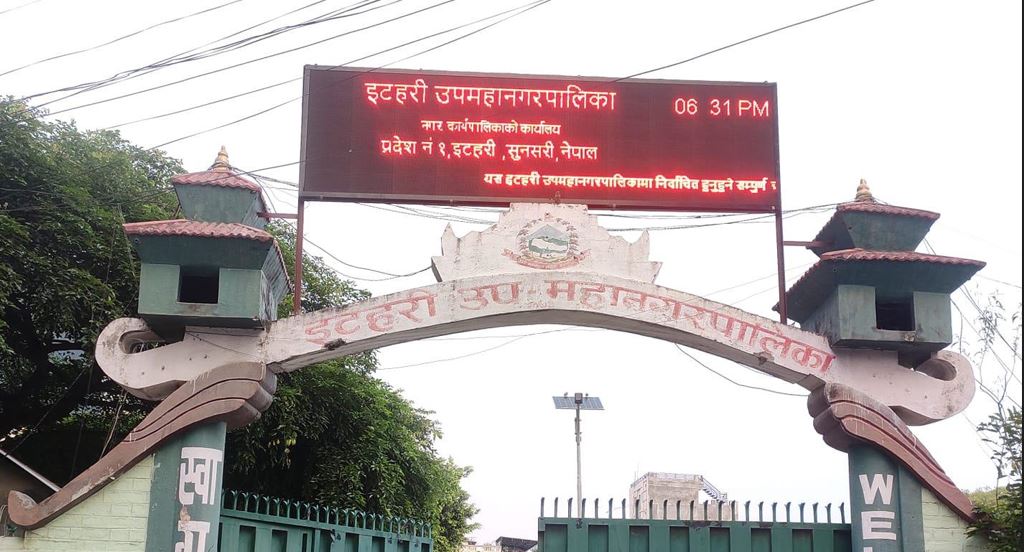 इटहरी उपमहानगरपालिका
06 31 PM
नगर कार्यपालिकाको कार्यालय
प्रदेश नं १,इटहरी ,सुनसरी,नेपाल
यस इटहरी उपमहानगरपालिकामा निर्वाचित हुनुहुने सम्पुर्ण
इटहरी उप-महानगरपालिका
स्वा
ग
WE